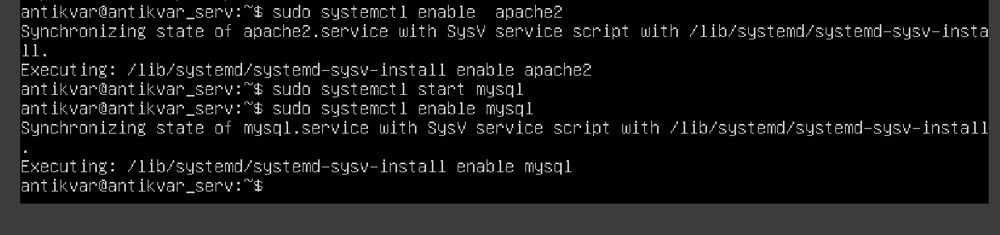 antikvar@antikvar_serv:~$ sudo systemctl enable  apache2
Synchronizing state of apache2.service with SysV service script with /lib/systemd/systemd-sysv-insta
ll.
Executing: /lib/systemd/systemd-sysv-install enable apache2
antikvar@antikvar_serv:~$ sudo systemctl start mysql
antikvar@antikvar_serv:~$ sudo systemctl enable mysql
Synchronizing state of mysql.service with SysV service script with /lib/systemd/systemd-sysv-install
.
Executing: /lib/systemd/systemd-sysv-install enable mysql
antikvar@antikvar_serv:~$